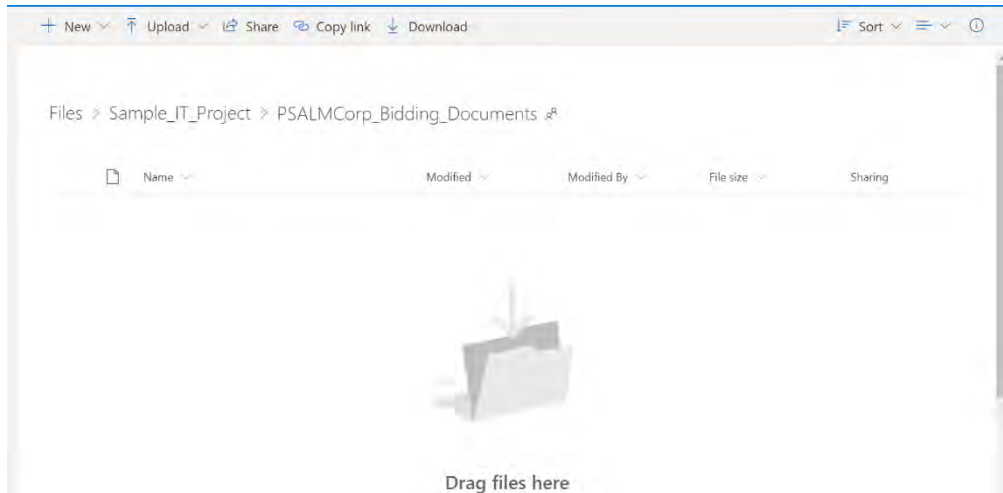 New Upload Share Copy link Download Sort
Files > Sample_IT_Project > PSALMCorp_Bidding_Documents
Name Modified Modified By File size Sharing
Drag files here